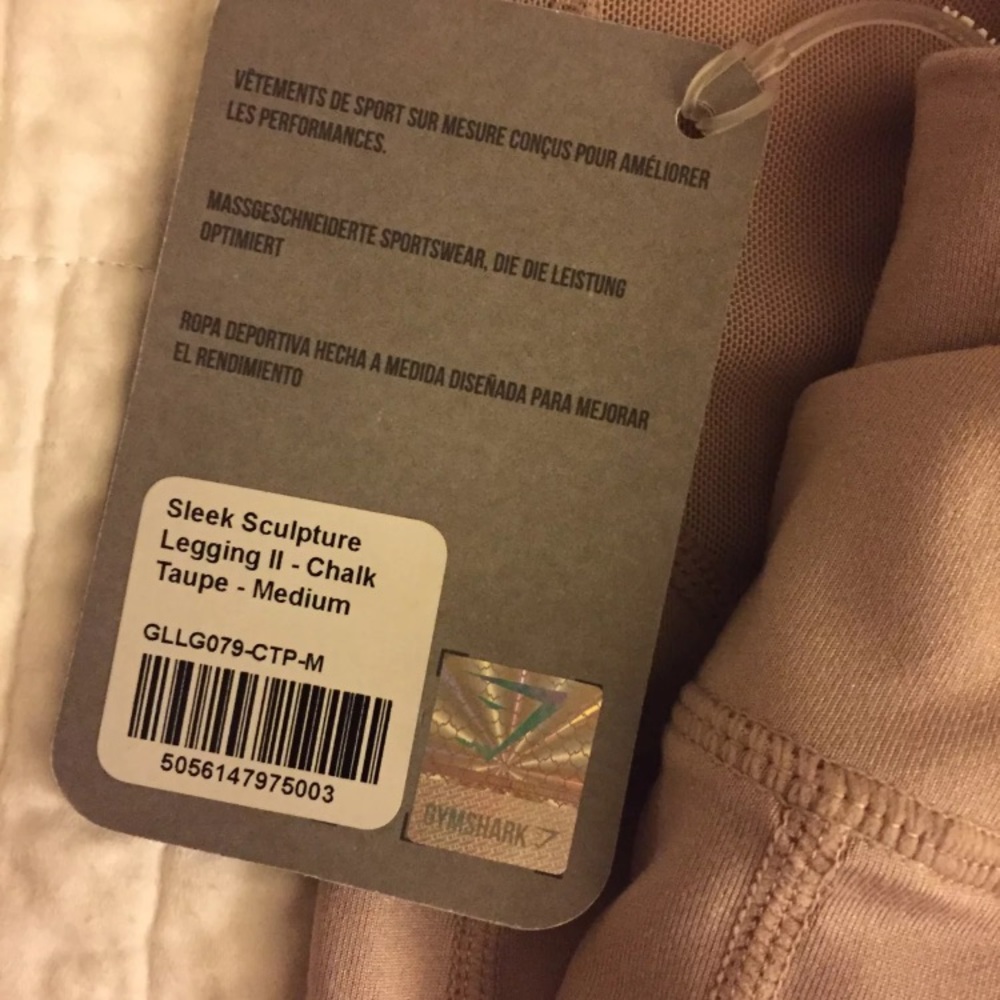 VÊTEMENTS DE SPORT SUR MESURE CONÇUS POUR AMÉLIORER
LES PERFORMANCES.
MASSGESCHNEIDERTE SPORTSWEAR, DIE DIE LEISTUNG
OPTIMIERT
ROPA DEPORTIVA HECHA A MEDIDA DISEÑADA PARA MEJORAR
EL RENDIMIENTO
Sleek Sculpture
Legging II - Chalk
Taupe - Medium
GLLG079-CTP-M
5056147975003
GYMSHARK